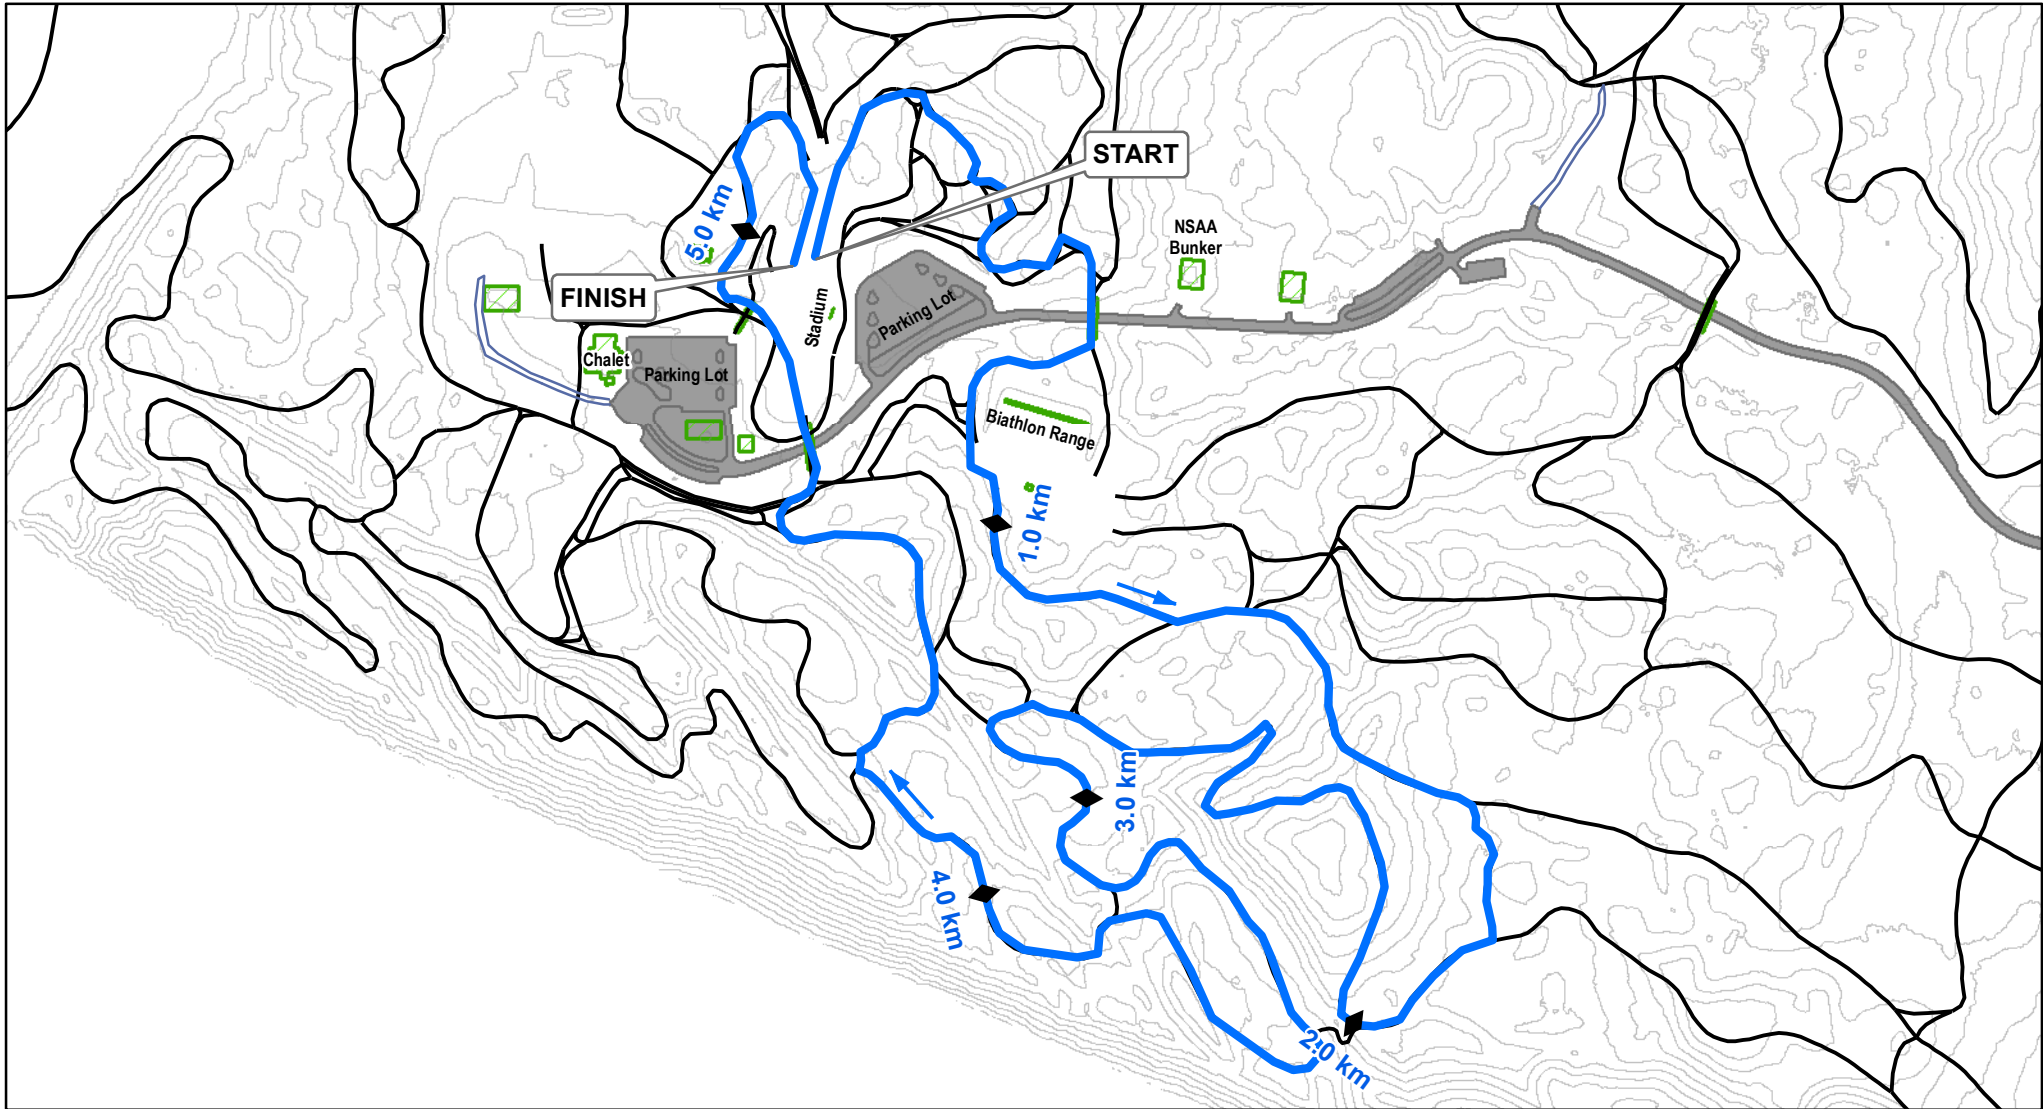 START
5.0 km
NSAA
Bunker
FINISH
Stadium
Parking Lot
Chalet
Parking Lot
Biathlon Range
1.0 km
3.0 km
4.0 km
2.0 km